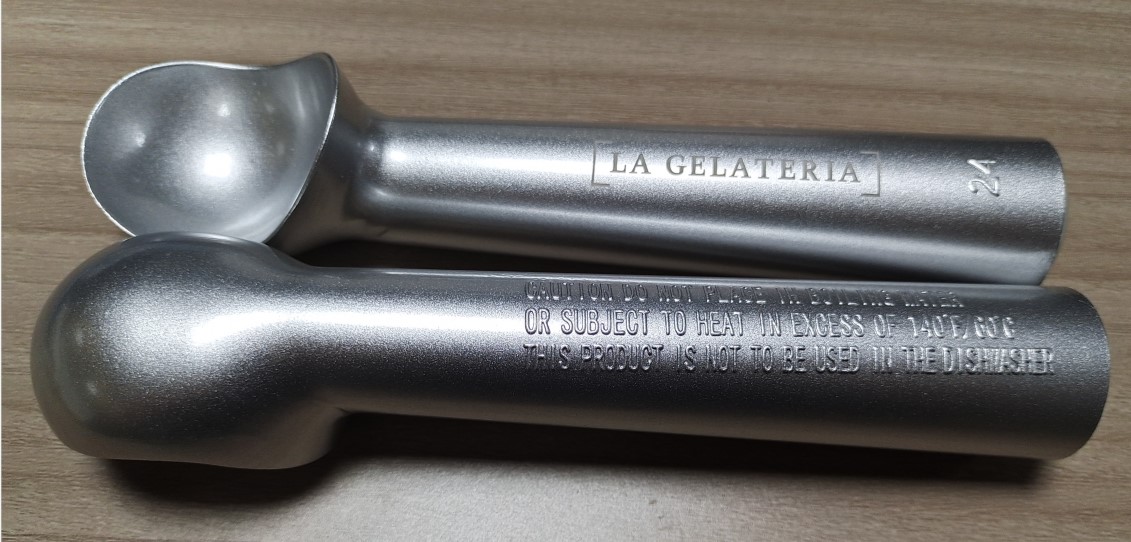 LA GELATERIA
24
CAUTION DO NOT PLACE IN BOILING WATER
OR SUBJECT TO HEAT IN EXCESS OF 140°F/60°C
THIS PRODUCT IS NOT TO BE USED IN THE DISHWASHER